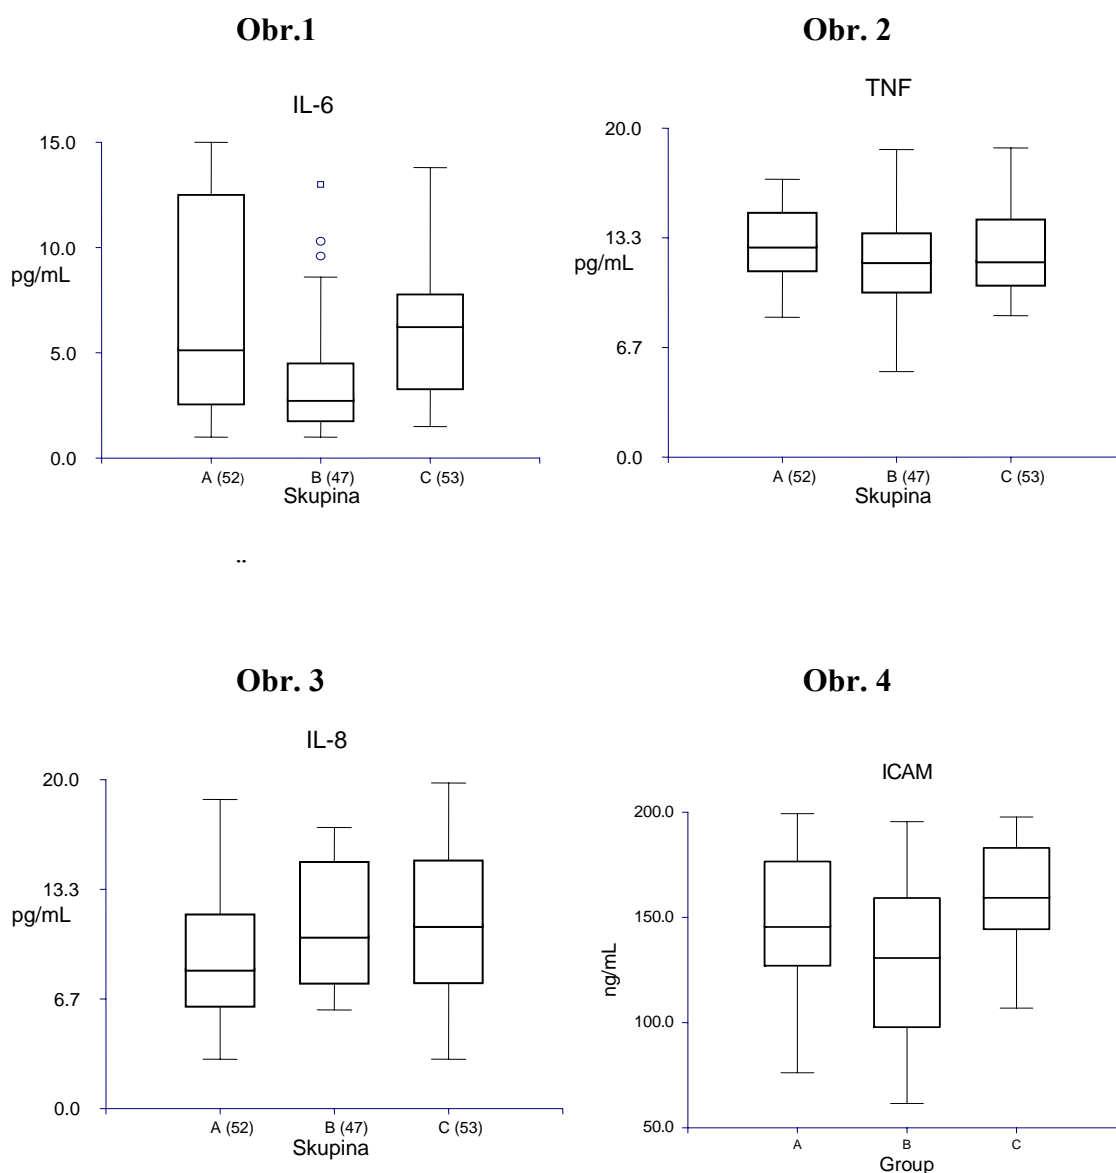 Obr.1
IL-6
15.0
10.0
pg/mL
5.0
0.0
A (52) B (47) C (53)
Skupina
Obr. 2
TNF
20.0
13.3
pg/mL
6.7
0.0
A (52) B (47) C (53)
Skupina
..
Obr. 3
IL-8
20.0
13.3
pg/mL
6.7
0.0
A (52) B (47) C (53)
Skupina
Obr. 4
ICAM
200.0
150.0
ng/mL
100.0
50.0
A B C
Group